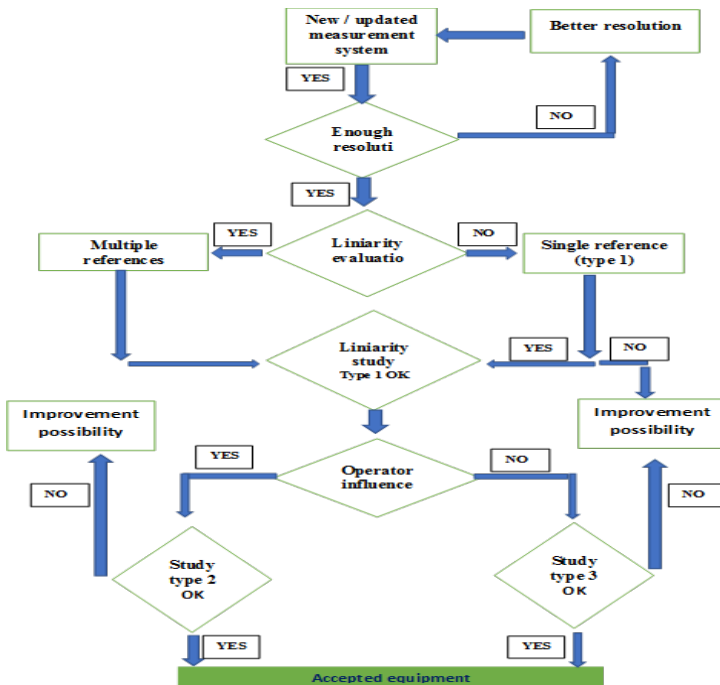 New / updated
measurement
system
Better resolution
YES
NO
Enough
resoluti
YES
YES
NO
Multiple
references
Liniarity
evaluatio
Single reference
(type 1)
Liniarity
study
Type 1 OK
YES
NO
Improvement
possibility
Improvement
possibility
YES
NO
Operator
influence
NO
NO
Study
type 2
OK
Study
type 3
OK
YES
YES
Accepted equipment